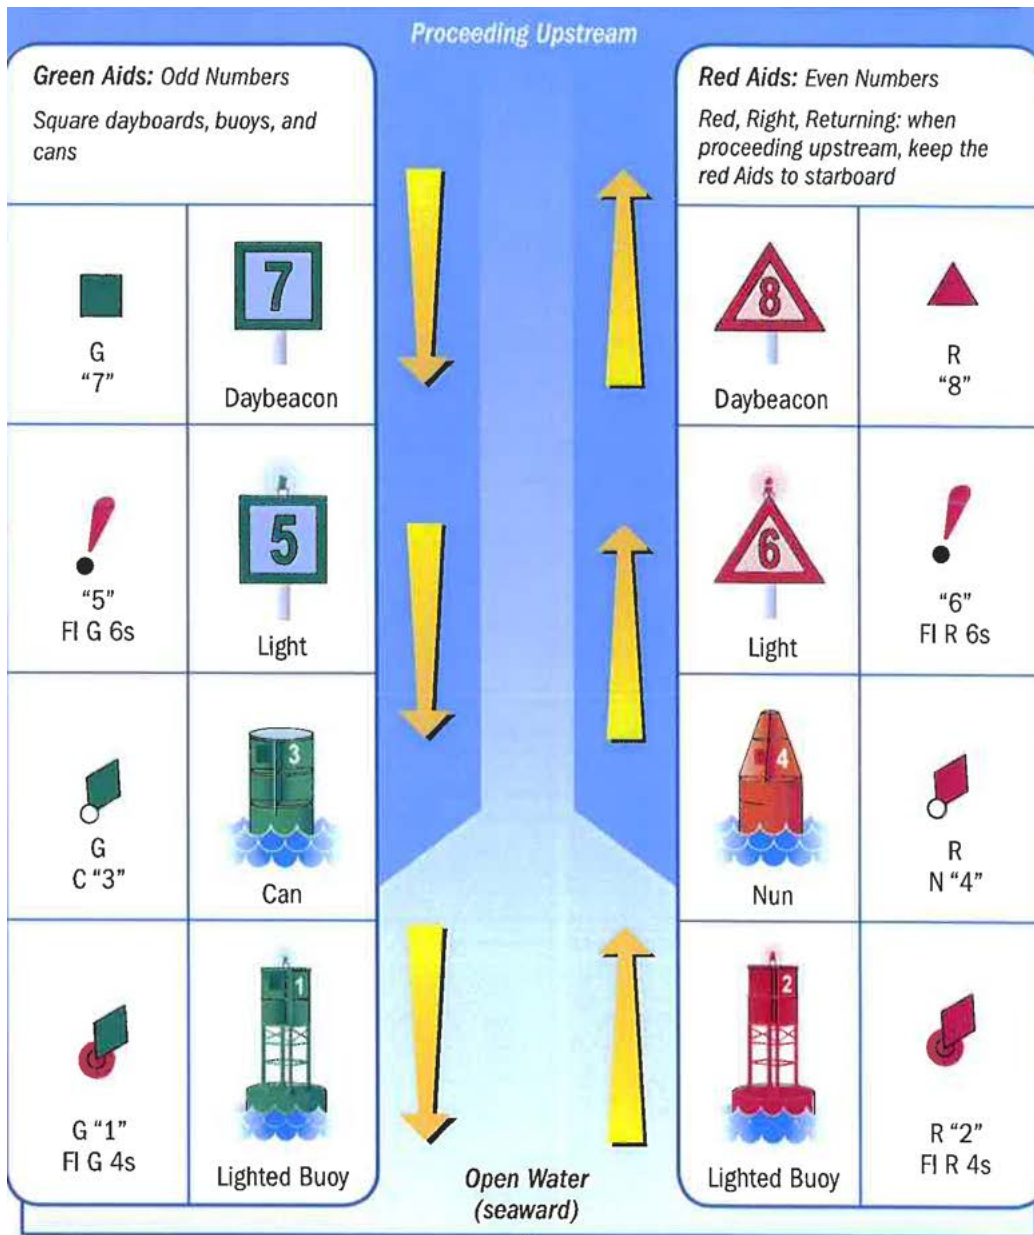 Proceeding Upstream
Green Aids: Odd Numbers
Square dayboards, buoys, and
cans
Red Aids: Even Numbers
Red, Right, Returning: when
proceeding upstream, keep the
red Aids to starboard
G
"7"
7
Daybeacon
8
Daybeacon
R
"8"
"5"
Fl G 6s
5
Light
6
Light
"6"
Fl R 6s
G
C "3"
3
Can
4
Nun
R
N "4"
G "1"
Fl G 4s
1
Lighted Buoy
Open Water
(seaward)
2
Lighted Buoy
R "2"
Fl R 4s